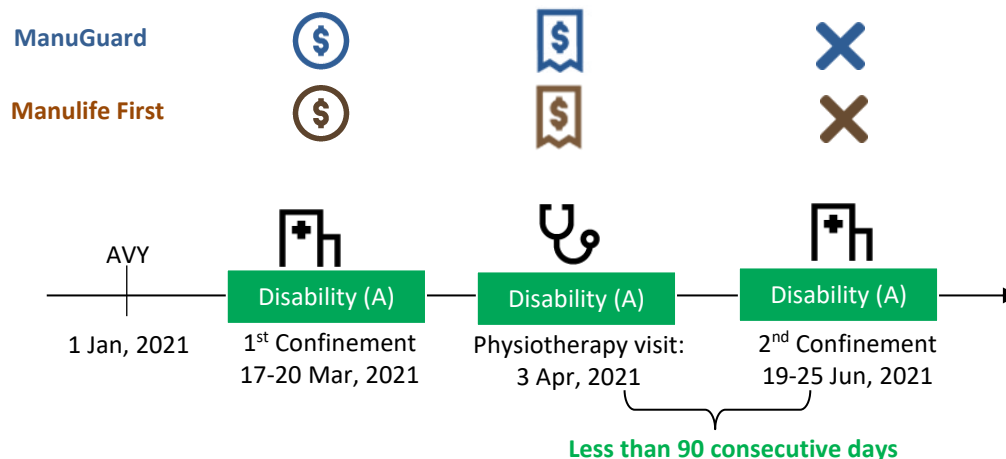 ManuGuard
$
$
Manulife First
$
$
AVY
Disability (A)
Disability (A)
Disability (A)
1 Jan, 2021
1st Confinement
17-20 Mar, 2021
Physiotherapy visit:
3 Apr, 2021
2nd Confinement
19-25 Jun, 2021
Less than 90 consecutive days